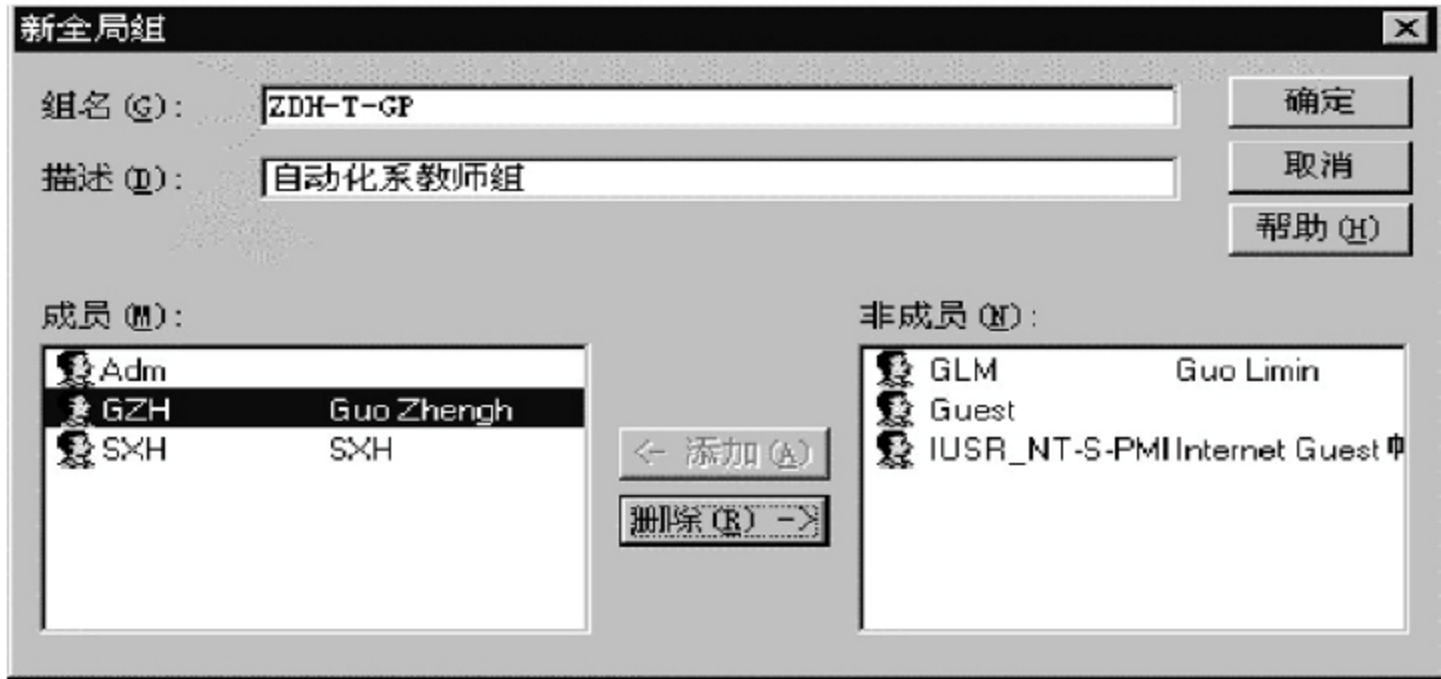 新全局组
组名(G): ZDH-T-GP 确定
描述(D): 自动化系教师组 取消
帮助(H)
成员(M): 非成员(N):
Adm GLM Guo Limin
GZH Guo Zhengh Guest
SXH SXH IUSR_NT-S-PMI Internet Guest
<- 添加(A)
删除(R) ->